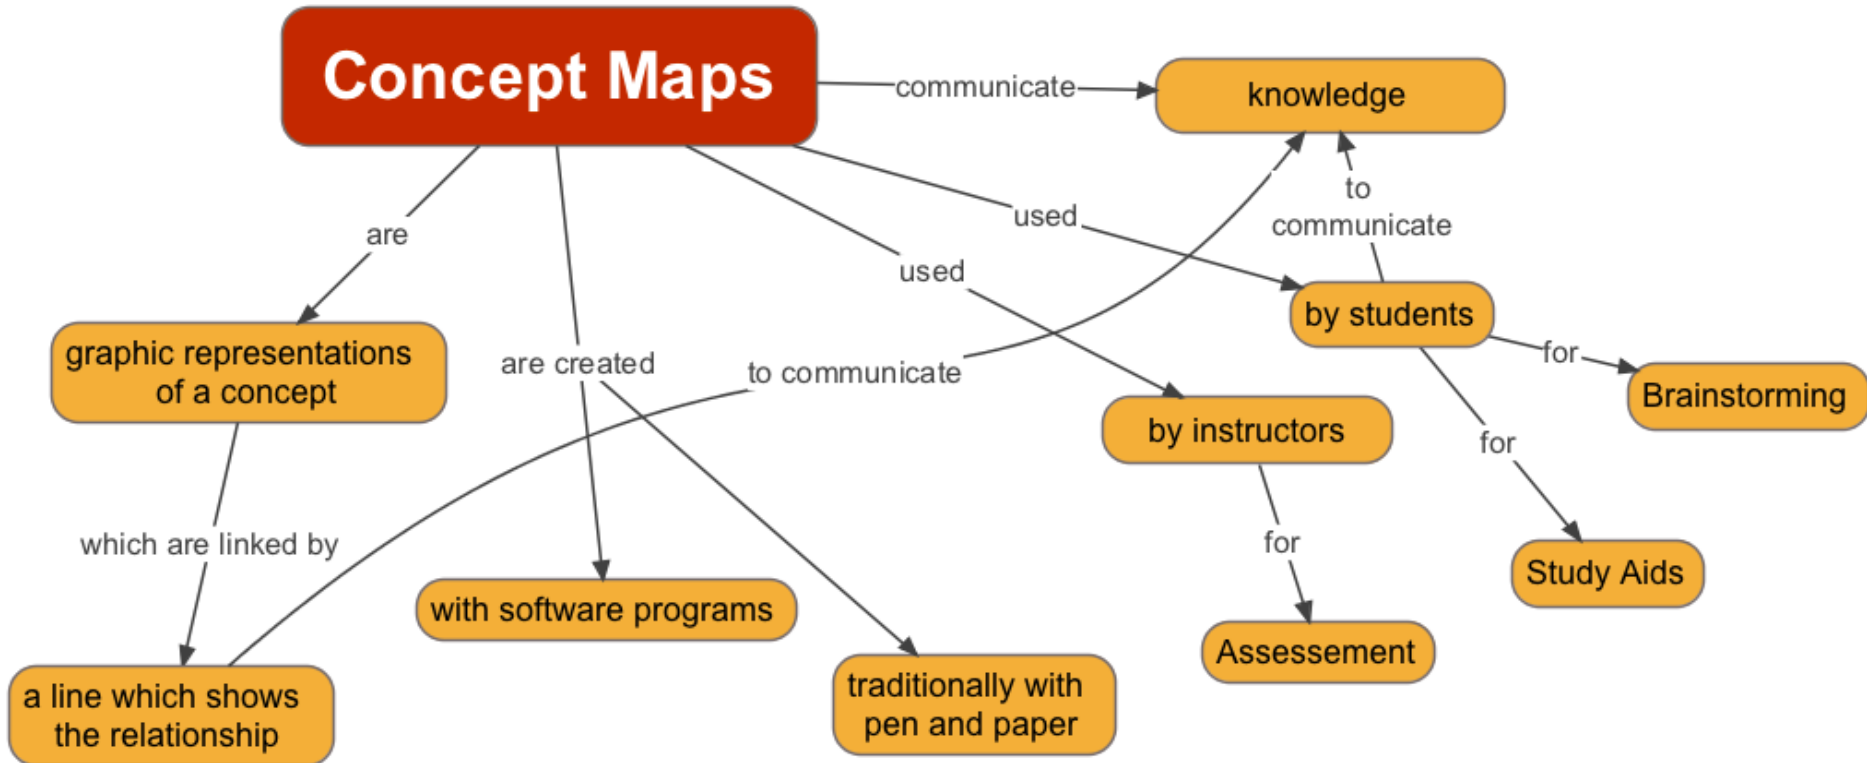 Concept Maps
communicate
knowledge
to
communicate
are
used
used
by students
for
Brainstorming
graphic representations
of a concept
are created
to communicate
by instructors
for
for
which are linked by
with software programs
Study Aids
Assessement
a line which shows
the relationship
traditionally with
pen and paper